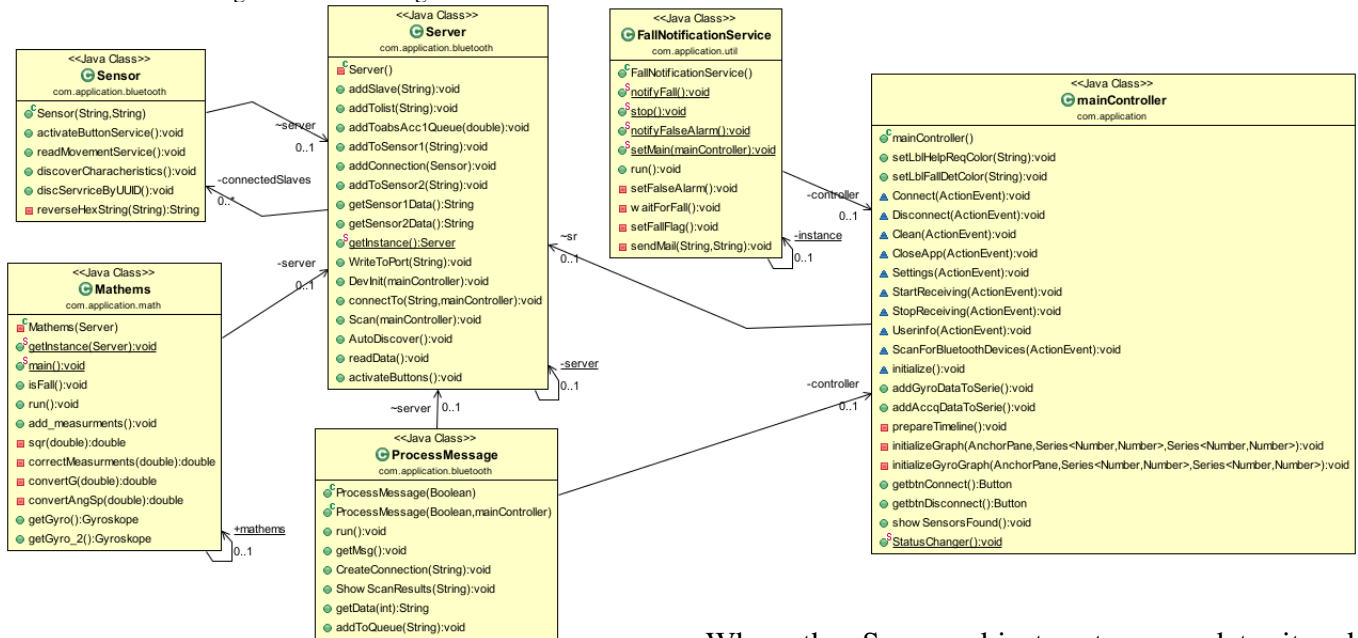 <<Java Class>>
Sensor
com.application.bluetooth
Sensor(String,String)
activateButtonService():void
readMovementService():void
discoverCharacheristics():void
discServriceByUUID():void
reverseHexString(String):String
~server
0..1
-connectedSlaves
0..*
<<Java Class>>
Server
com.application.bluetooth
Server()
addSlave(String):void
addTolist(String):void
addToabsAcc1Queue(double):void
addToSensor1(String):void
addConnection(Sensor):void
addToSensor2(String):void
getSensor1Data():String
getSensor2Data():String
getInstance():Server
WriteToPort(String):void
DevInit(mainController):void
connectTo(String,mainController):void
Scan(mainController):void
AutoDiscover():void
readData():void
activateButtons():void
-server
0..1
<<Java Class>>
FallNotificationService
com.application.util
FallNotificationService()
notifyFall():void
stop():void
notifyFalseAlarm():void
setMain(mainController):void
run():void
setFalseAlarm():void
waitForFall():void
setFallFlag():void
sendMail(String,String):void
-instance
0..1
-controller
0..1
~sr
0..1
<<Java Class>>
mainController
com.application
mainController()
setLblHelpReqColor(String):void
setLblFallDetColor(String):void
Connect(ActionEvent):void
Disconnect(ActionEvent):void
Clean(ActionEvent):void
CloseApp(ActionEvent):void
Settings(ActionEvent):void
StartReceiving(ActionEvent):void
StopReceiving(ActionEvent):void
Userinfo(ActionEvent):void
ScanForBluetoothDevices(ActionEvent):void
initialize():void
addGyroDataToSerie():void
addAccqDataToSerie():void
prepareTimeline():void
initializeGraph(AnchorPane,Series<Number,Number>,Series<Number,Number>):void
initializeGyroGraph(AnchorPane,Series<Number,Number>,Series<Number,Number>):void
getbtnConnect():Button
getbtnDisconnect():Button
showSensorsFound():void
StatusChanger():void
<<Java Class>>
Mathems
com.application.math
Mathems(Server)
getInstance(Server):void
main():void
isFall():void
run():void
add_measurments():void
sqr(double):double
correctMeasurments(double):double
convertG(double):double
convertAngSp(double):double
getGyro():Gyroskope
getGyro_2():Gyroskope
+mathems
0..1
-server
0..1
~server
0..1
-controller
0..1
<<Java Class>>
ProcessMessage
com.application.bluetooth
ProcessMessage(Boolean)
ProcessMessage(Boolean,mainController)
run():void
getMsg():void
CreateConnection(String):void
ShowScanResults(String):void
getData(int):String
addToQueue(String):void